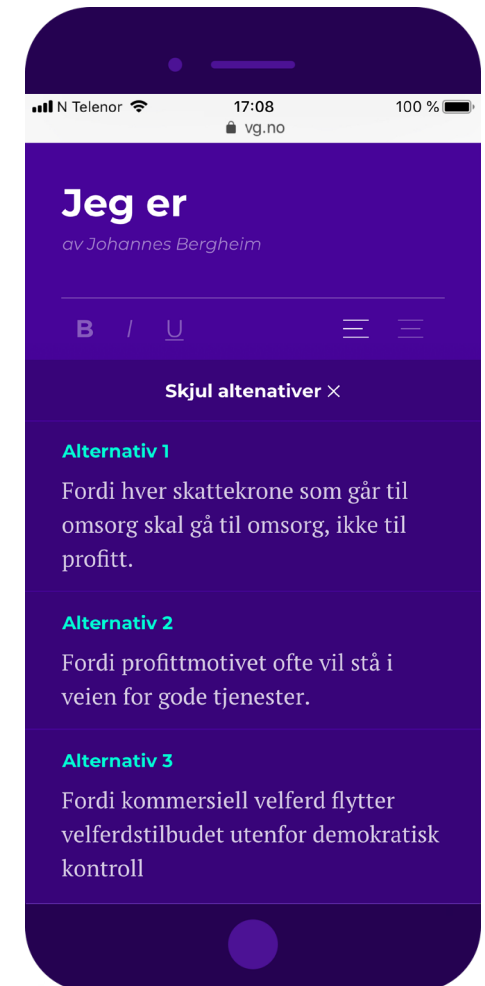 N Telenor 17:08 100 %
vg.no
Jeg er
av Johannes Bergheim
B I U
Skjul altenativer ×
Alternativ 1
Fordi hver skattekrone som går til
omsorg skal gå til omsorg, ikke til
profitt.
Alternativ 2
Fordi profittmotivet ofte vil stå i
veien for gode tjenester.
Alternativ 3
Fordi kommersiell velferd flytter
velferdstilbudet utenfor demokratisk
kontroll